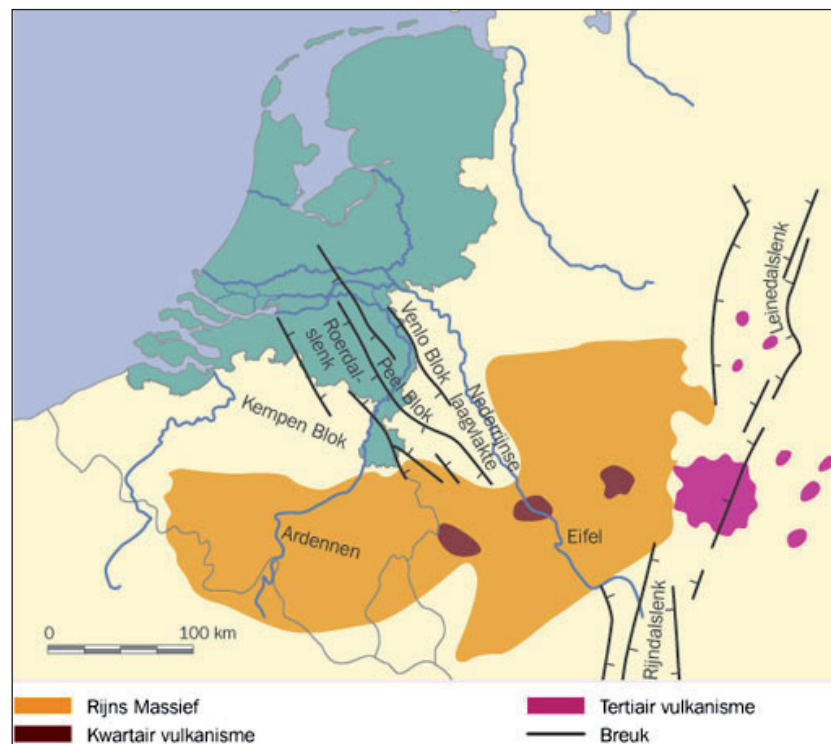 Leinedalslenk
Venlo Blok
Roerdal-
slenk
Peel Blok
Nederrijnse
laagvlakte
Kempen Blok
Ardennen
Eifel
Rijndalslenk
0 100 km
Rijns Massief
Kwartair vulkanisme
Tertiair vulkanisme
Breuk